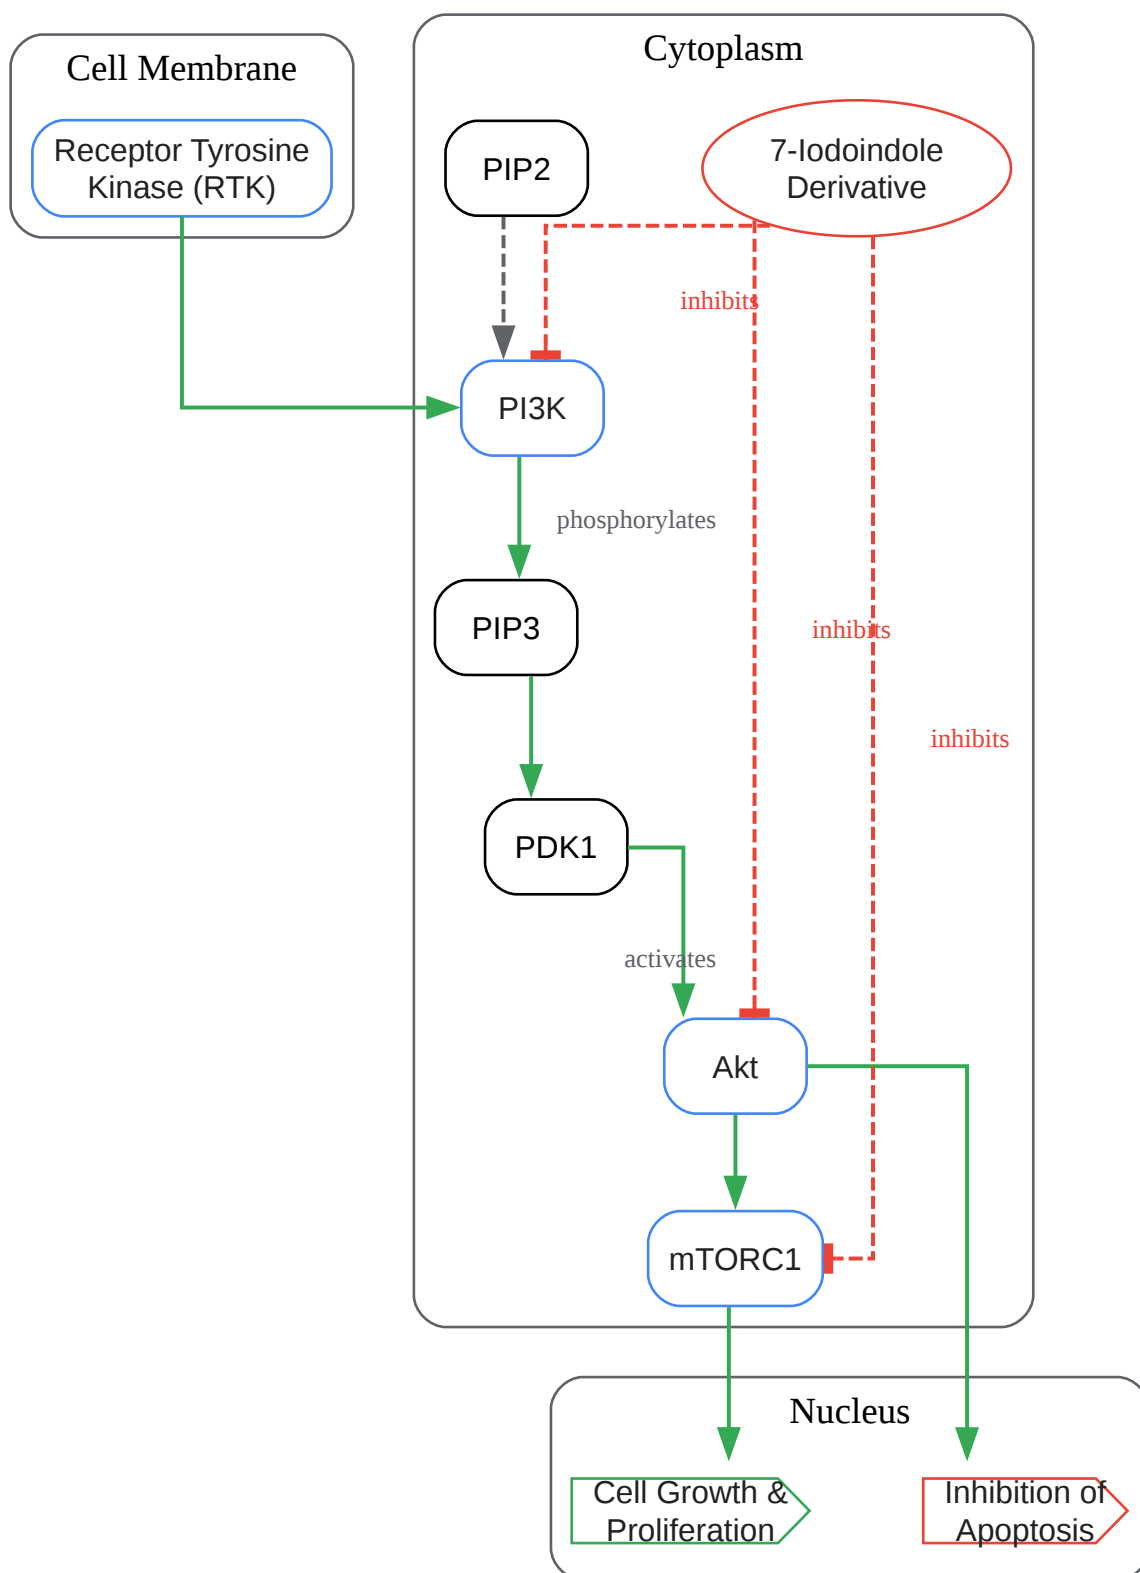 Cell Membrane
Receptor Tyrosine
Kinase (RTK)
Cytoplasm
PIP2
7-Iodoindole
Derivative
inhibits
PI3K
phosphorylates
PIP3
inhibits
inhibits
PDK1
activates
Akt
mTORC1
Nucleus
Cell Growth &
Proliferation
Inhibition of
Apoptosis